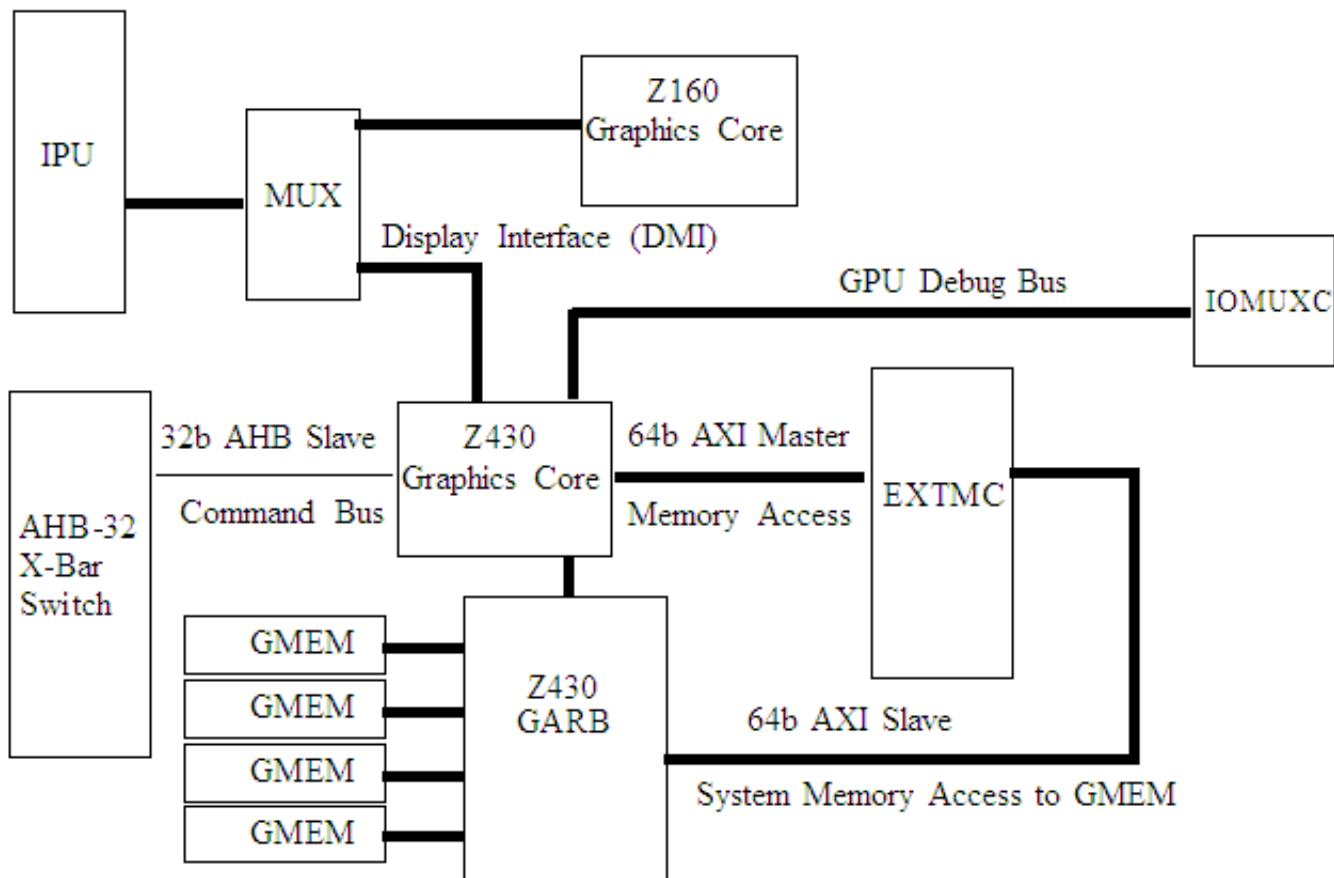 IPU
MUX
Z160
Graphics Core
Display Interface (DMI)
GPU Debug Bus
IOMUXC
AHB-32
X-Bar
Switch
32b AHB Slave
Command Bus
Z430
Graphics Core
64b AXI Master
Memory Access
EXTMC
GMEM
GMEM
GMEM
GMEM
Z430
GARB
64b AXI Slave
System Memory Access to GMEM